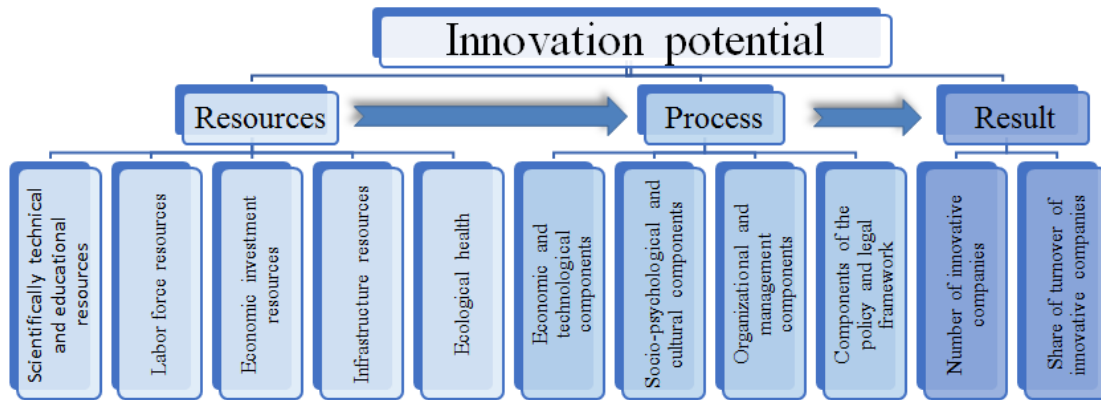 Innovation potential
Resources
Process
Result
Scientifically technical
and educational
resources
Labor force resources
Economic investment
resources
Infrastructure resources
Ecological health
Economic and
technological
components
Socio-psychological and
cultural components
Organizational and
management
components
Components of the
policy and legal
framework
Number of innovative
companies
Share of turnover of
innovative companies